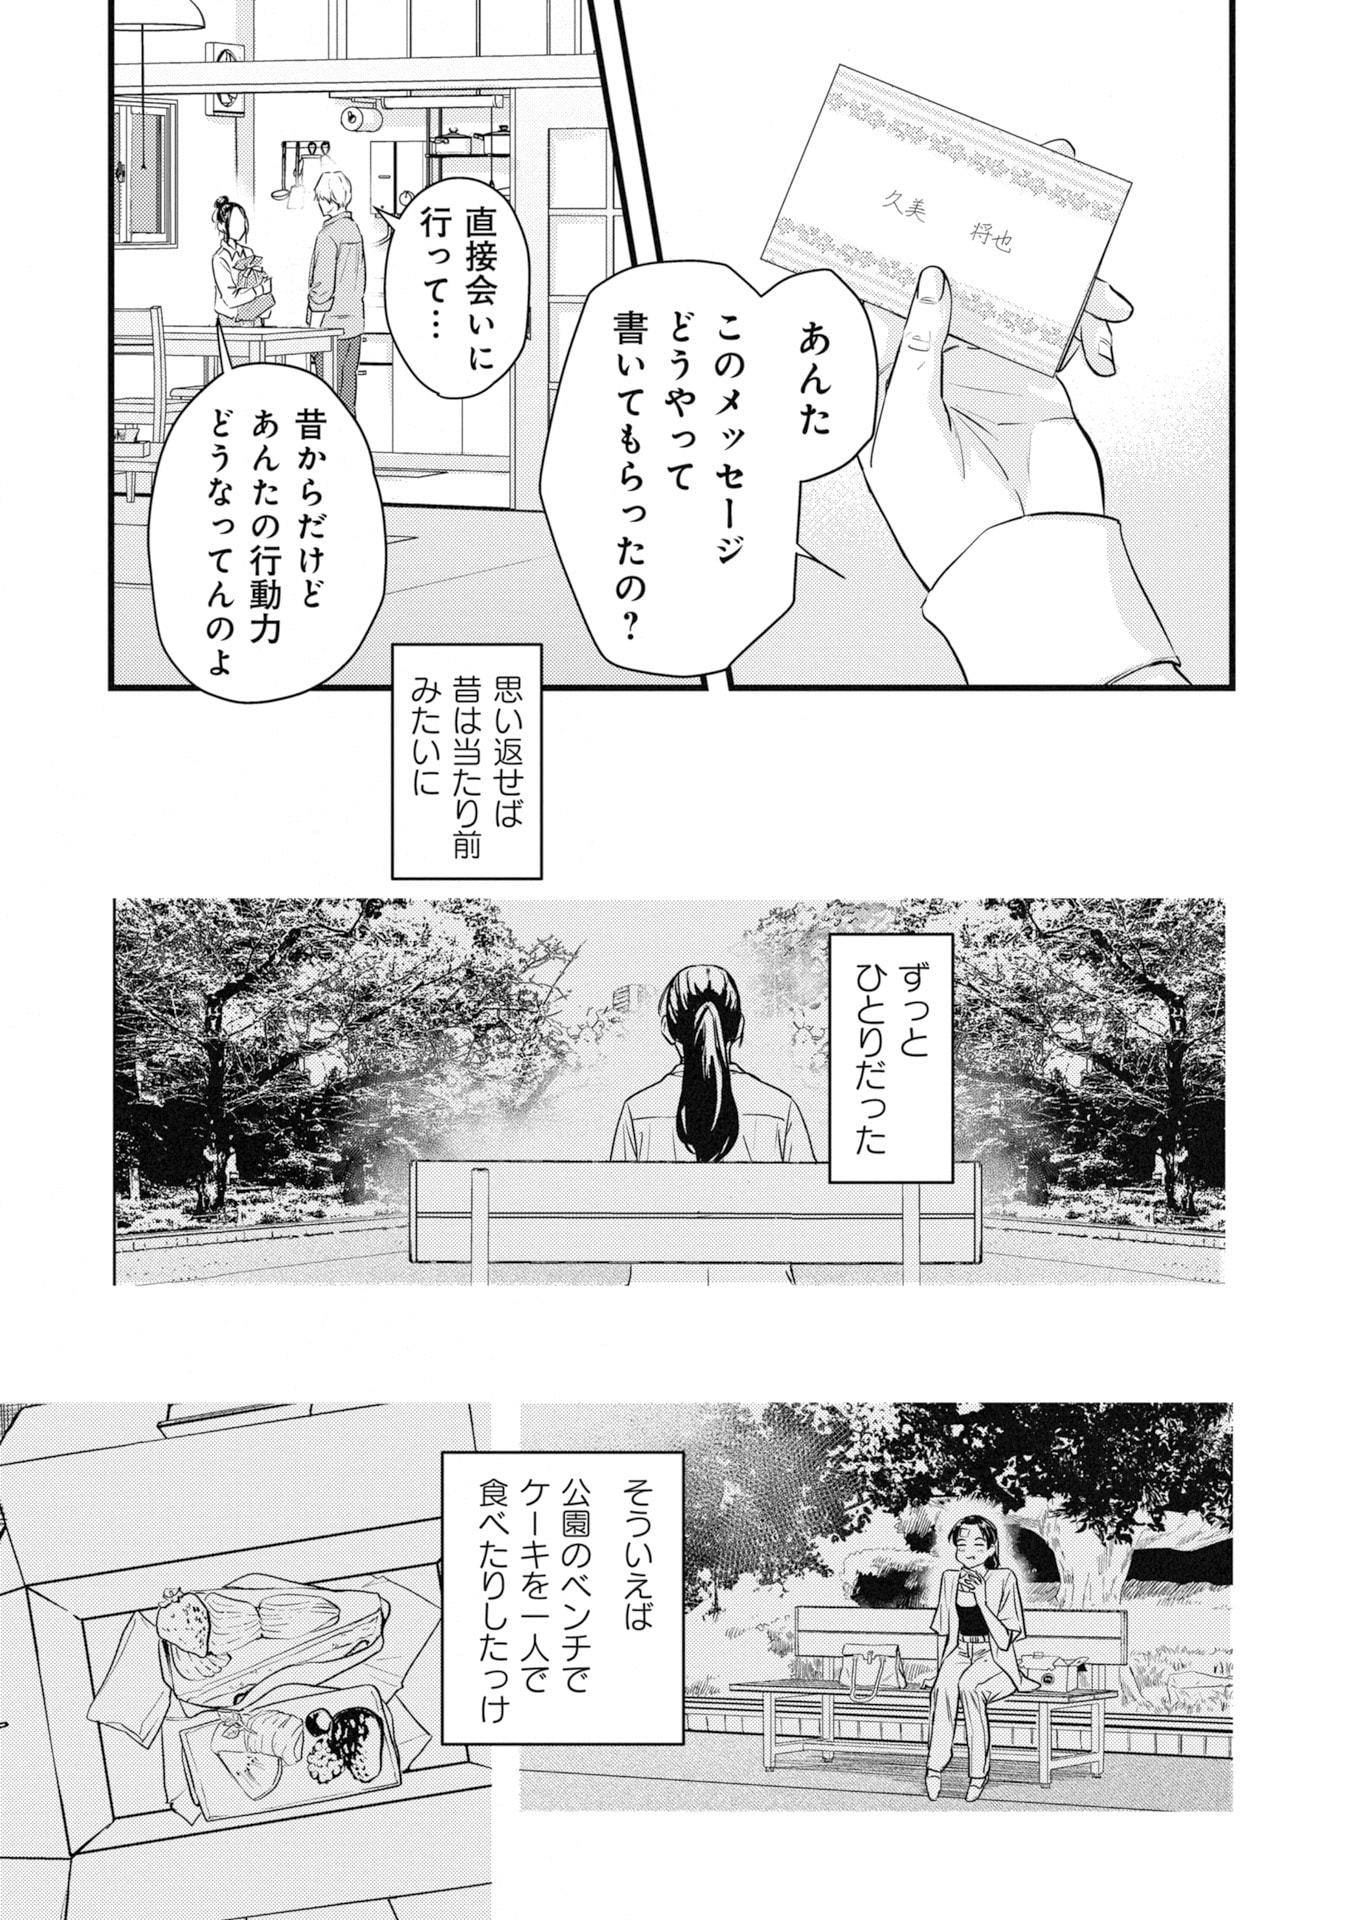 久美
将也
あんた
このメッセージ
どうやって
書いてもらったの?
直接会いに
行って…
昔からだけど
あんたの行動力
どうなってんのよ
思い返せば
昔は当たり前
みたいに
ずっと
ひとりだった
そういえば
公園のベンチで
ケーキを一人で
食べたりしたっけ